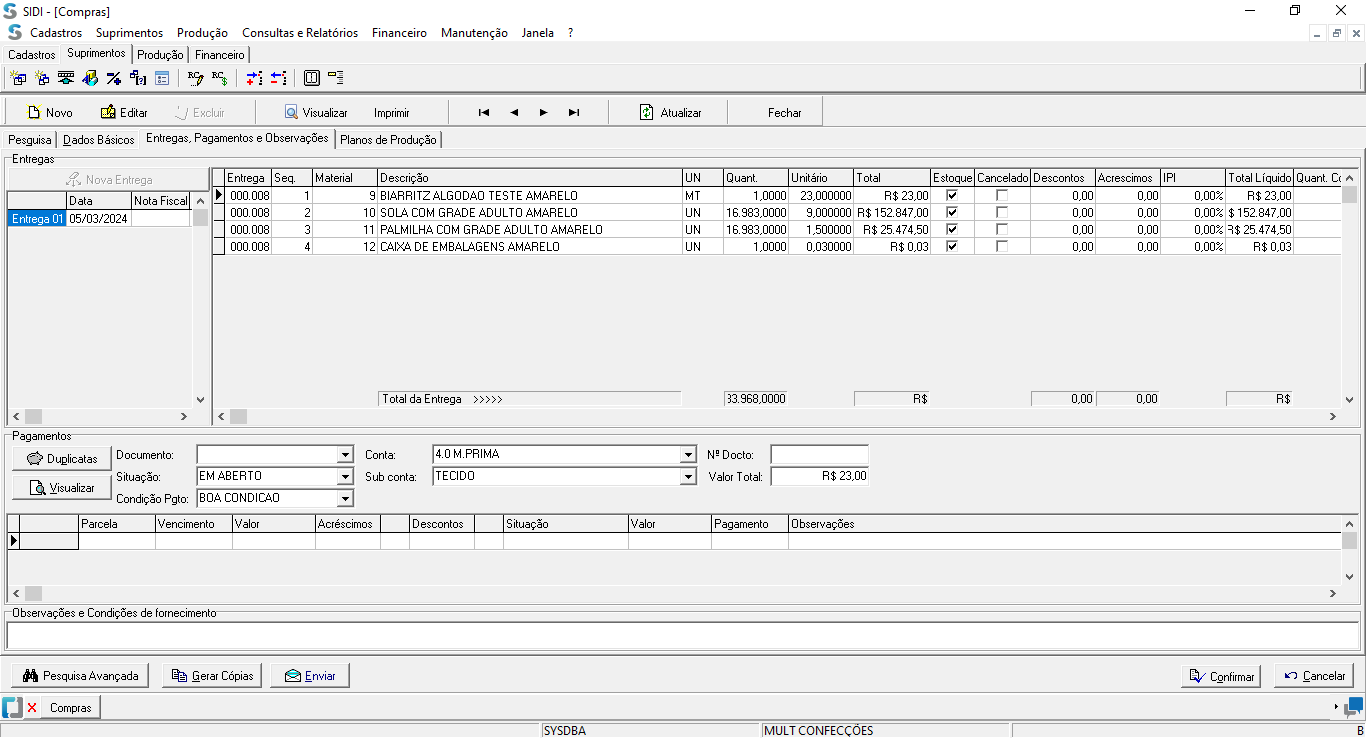 SIDI - [Compras]
Cadastros Suprimentos Produção Consultas e Relatórios Financeiro Manutenção Janela ?
Cadastros Suprimentos Produção Financeiro
Novo Editar Excluir Visualizar Imprimir Atualizar Fechar
Pesquisa Dados Básicos Entregas, Pagamentos e Observações Planos de Produção
Entregas
Nova Entrega
Data Nota Fiscal
Entrega 01 05/03/2024
Entrega Seq. Material Descrição UN Quant. Unitário Total Estoque Cancelado Descontos Acrescimos IPI Total Líquido Quant. Co
000.008 1 9 BIARRITZ ALGODAO TESTE AMARELO MT 1,0000 23,000000 R$ 23,00 0,00 0,00 0,00% R$ 23,00
000.008 2 10 SOLA COM GRADE ADULTO AMARELO UN 16.983,0000 9,000000 R$ 152.847,00 0,00 0,00 0,00% $ 152.847,00
000.008 3 11 PALMILHA COM GRADE ADULTO AMARELO UN 16.983,0000 1,500000 R$ 25.474,50 0,00 0,00 0,00% R$ 25.474,50
000.008 4 12 CAIXA DE EMBALAGENS AMARELO UN 1,0000 0,030000 R$ 0,03 0,00 0,00 0,00% R$ 0,03
Total da Entrega >>>>> 33.968,0000 R$ 0,00 0,00 R$
Pagamentos
Duplicatas Documento: Conta: 4.0 M.PRIMA Nº Docto:
Situação: EM ABERTO Sub conta: TECIDO Valor Total: R$ 23,00
Visualizar
Condição Pgto: BOA CONDICAO
Parcela Vencimento Valor Acréscimos Descontos Situação Valor Pagamento Observações
Observações e Condições de fornecimento
Pesquisa Avançada Gerar Cópias Enviar Confirmar Cancelar
Compras
SYSDBA MULT CONFECÇÕES B